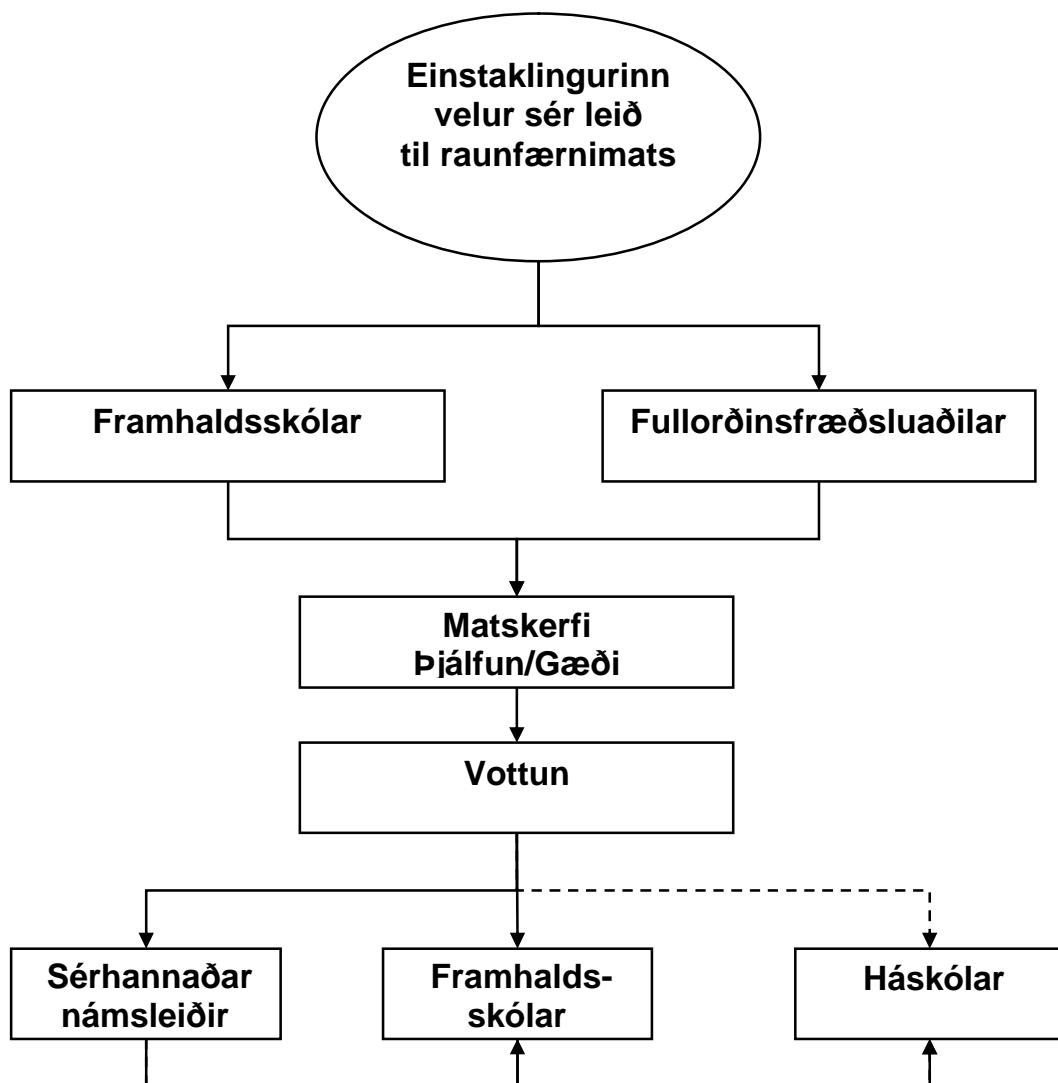 Einstaklingurinn
velur sér leið
til raunfærnimats
Framhaldsskólar
Fullorðinsfræðsluaðilar
Matskerfi
Þjálfun/Gæði
Vottun
Sérhannaðar
námsleiðir
Framhalds-
skólar
Háskólar